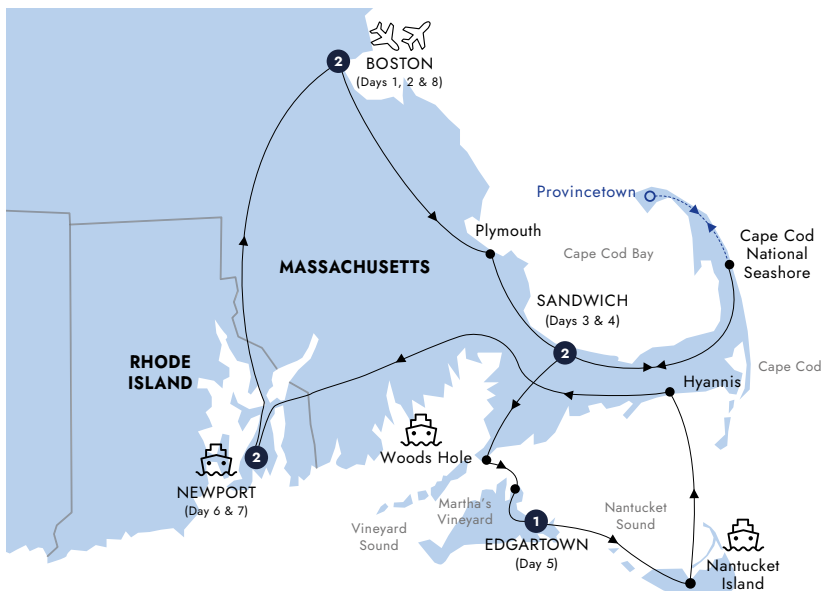 2
BOSTON
(Days 1, 2 & 8)
Provincetown
Plymouth
Cape Cod
National
Seashore
Cape Cod Bay
MASSACHUSETTS
SANDWICH
(Days 3 & 4)
2
RHODE
ISLAND
Cape Cod
Hyannis
Woods Hole
2
NEWPORT
(Day 6 & 7)
Martha's
Vineyard
Nantucket
Sound
Vineyard
Sound
1
EDGARTOWN
(Day 5)
Nantucket
Island